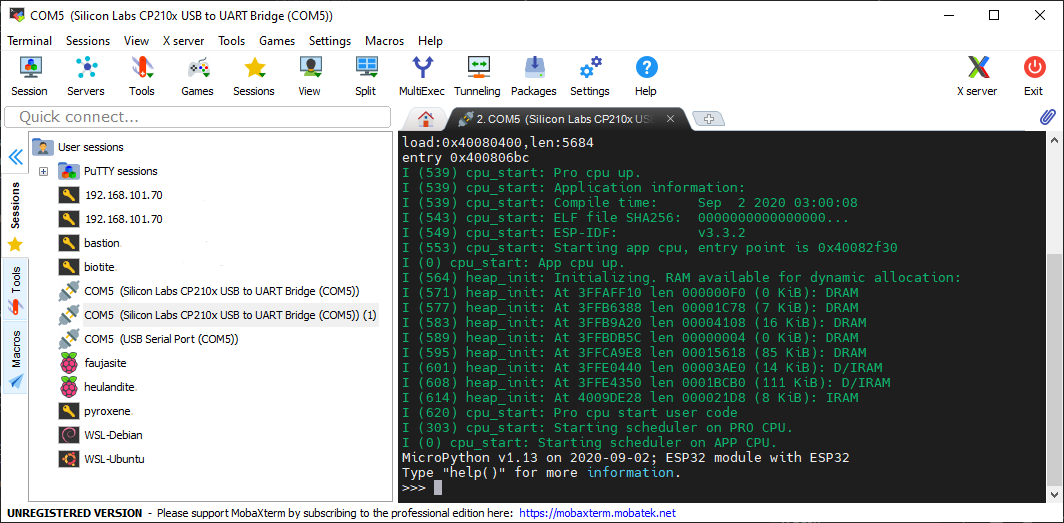 COM5  (Silicon Labs CP210x USB to UART Bridge (COM5))
Terminal Sessions View X server Tools Games Settings Macros Help
Session Servers Tools Games Sessions View Split MultiExec Tunneling Packages Settings Help X server Exit
Quick connect...
2. COM5  (Silicon Labs CP210x US
User sessions
PuTTY sessions
192.168.101.70
192.168.101.70
bastion
biotite
COM5  (Silicon Labs CP210x USB to UART Bridge (COM5))
COM5  (Silicon Labs CP210x USB to UART Bridge (COM5)) (1)
COM5  (USB Serial Port (COM5))
faujasite
heulandite
pyroxene
WSL-Debian
WSL-Ubuntu
Sessions
Tools
Macros
load:0x40080400,len:5684
entry 0x400806bc
I (539) cpu_start: Pro cpu up.
I (539) cpu_start: Application information:
I (539) cpu_start: Compile time:     Sep  2 2020 03:00:08
I (543) cpu_start: ELF file SHA256:  0000000000000000...
I (549) cpu_start: ESP-IDF:          v3.3.2
I (553) cpu_start: Starting app cpu, entry point is 0x40082f30
I (0) cpu_start: App cpu up.
I (564) heap_init: Initializing. RAM available for dynamic allocation:
I (571) heap_init: At 3FFAFF10 len 000000F0 (0 KiB): DRAM
I (577) heap_init: At 3FFB6388 len 00001C78 (7 KiB): DRAM
I (583) heap_init: At 3FFB9A20 len 00004108 (16 KiB): DRAM
I (589) heap_init: At 3FFBDB5C len 00000004 (0 KiB): DRAM
I (595) heap_init: At 3FFCA9E8 len 00015618 (85 KiB): DRAM
I (601) heap_init: At 3FFE0440 len 00003AE0 (14 KiB): D/IRAM
I (608) heap_init: At 3FFE4350 len 0001BCB0 (111 KiB): D/IRAM
I (614) heap_init: At 4009DE28 len 000021D8 (8 KiB): IRAM
I (620) cpu_start: Pro cpu start user code
I (303) cpu_start: Starting scheduler on PRO CPU.
I (0) cpu_start: Starting scheduler on APP CPU.
MicroPython v1.13 on 2020-09-02; ESP32 module with ESP32
Type "help()" for more information.
>>>
UNREGISTERED VERSION  -  Please support MobaXterm by subscribing to the professional edition here:  https://mobaxterm.mobatek.net